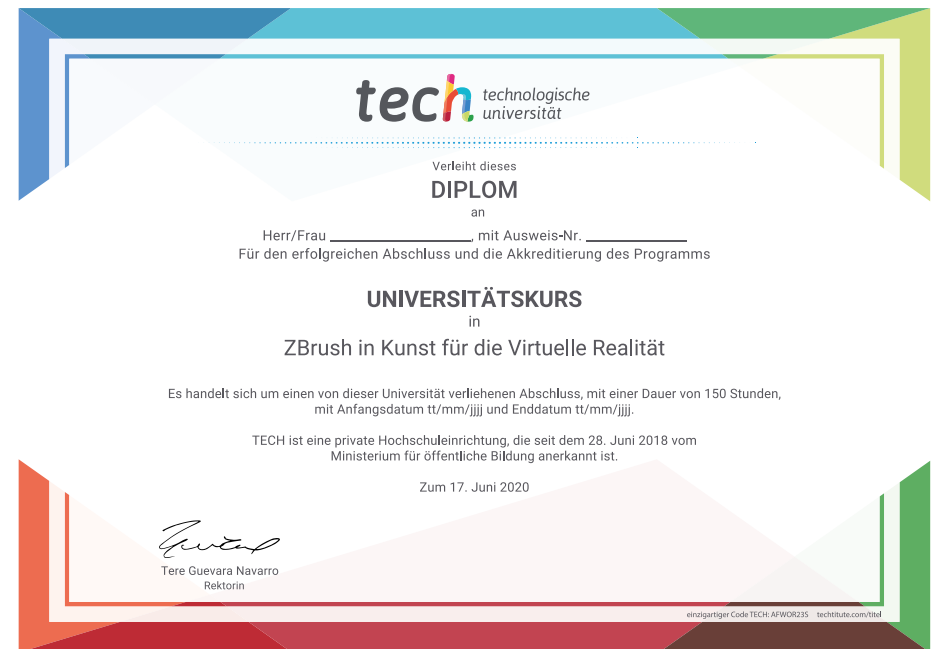 tech technologische
universität
Verleiht dieses
DIPLOM
an
Herr/Frau ____________________, mit Ausweis-Nr. ______________
Für den erfolgreichen Abschluss und die Akkreditierung des Programms
UNIVERSITÄTSKURS
in
ZBrush in Kunst für die Virtuelle Realität
Es handelt sich um einen von dieser Universität verliehenen Abschluss, mit einer Dauer von 150 Stunden,
mit Anfangsdatum tt/mm/jjjj und Enddatum tt/mm/jjjj.
TECH ist eine private Hochschuleinrichtung, die seit dem 28. Juni 2018 vom
Ministerium für öffentliche Bildung anerkannt ist.
Zum 17. Juni 2020
Tere Guevara Navarro
Rektorin
einzigartiger Code TECH: AFWOR23S techtitute.com/titel